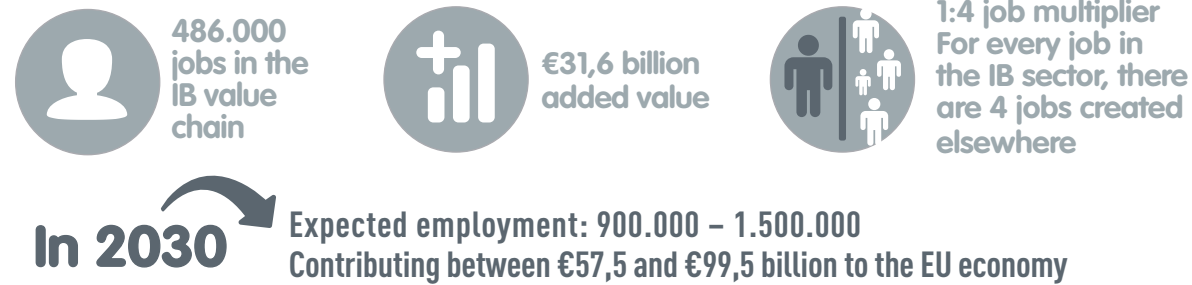 486.000
jobs in the
IB value
chain
€31,6 billion
added value
1:4 job multiplier
For every job in
the IB sector, there
are 4 jobs created
elsewhere
In 2030
Expected employment: 900.000 – 1.500.000
Contributing between €57,5 and €99,5 billion to the EU economy